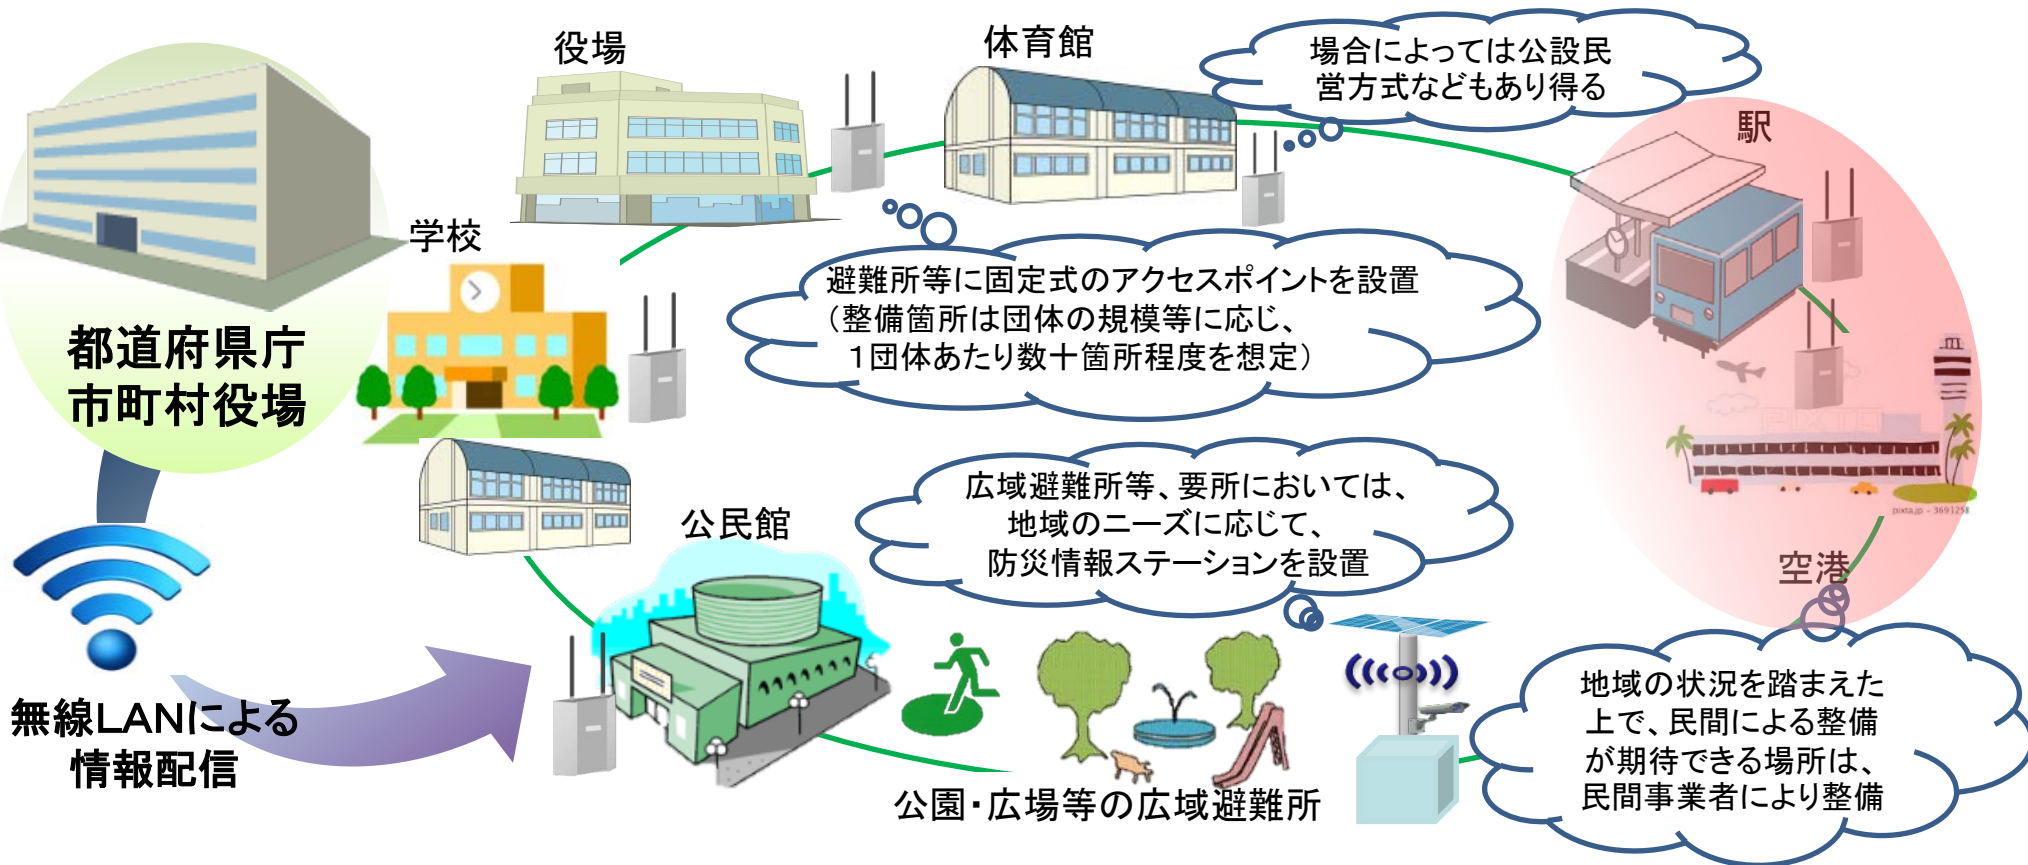 役場
体育館
場合によっては公設民
営方式などもあり得る
駅
学校
避難所等に固定式のアクセスポイントを設置
（整備箇所は団体の規模等に応じ、
１団体あたり数十箇所程度を想定）
都道府県庁
市町村役場
広域避難所等、要所においては、
地域のニーズに応じて、
防災情報ステーションを設置
公民館
pixta.jp - 3691258
空港
無線LANによる
情報配信
地域の状況を踏まえた
上で、民間による整備
が期待できる場所は、
民間事業者により整備
公園・広場等の広域避難所